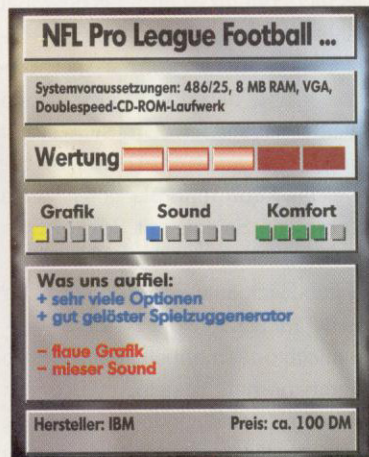 NFL Pro League Football ...
Systemvoraussetzungen: 486/25, 8 MB RAM, VGA,
Doublespeed-CD-ROM-Laufwerk
Wertung
Grafik Sound Komfort
Was uns auffiel:
+ sehr viele Optionen
+ gut gelöster Spielzuggenerator
– flaue Grafik
– mieser Sound
Hersteller: IBM Preis: ca. 100 DM